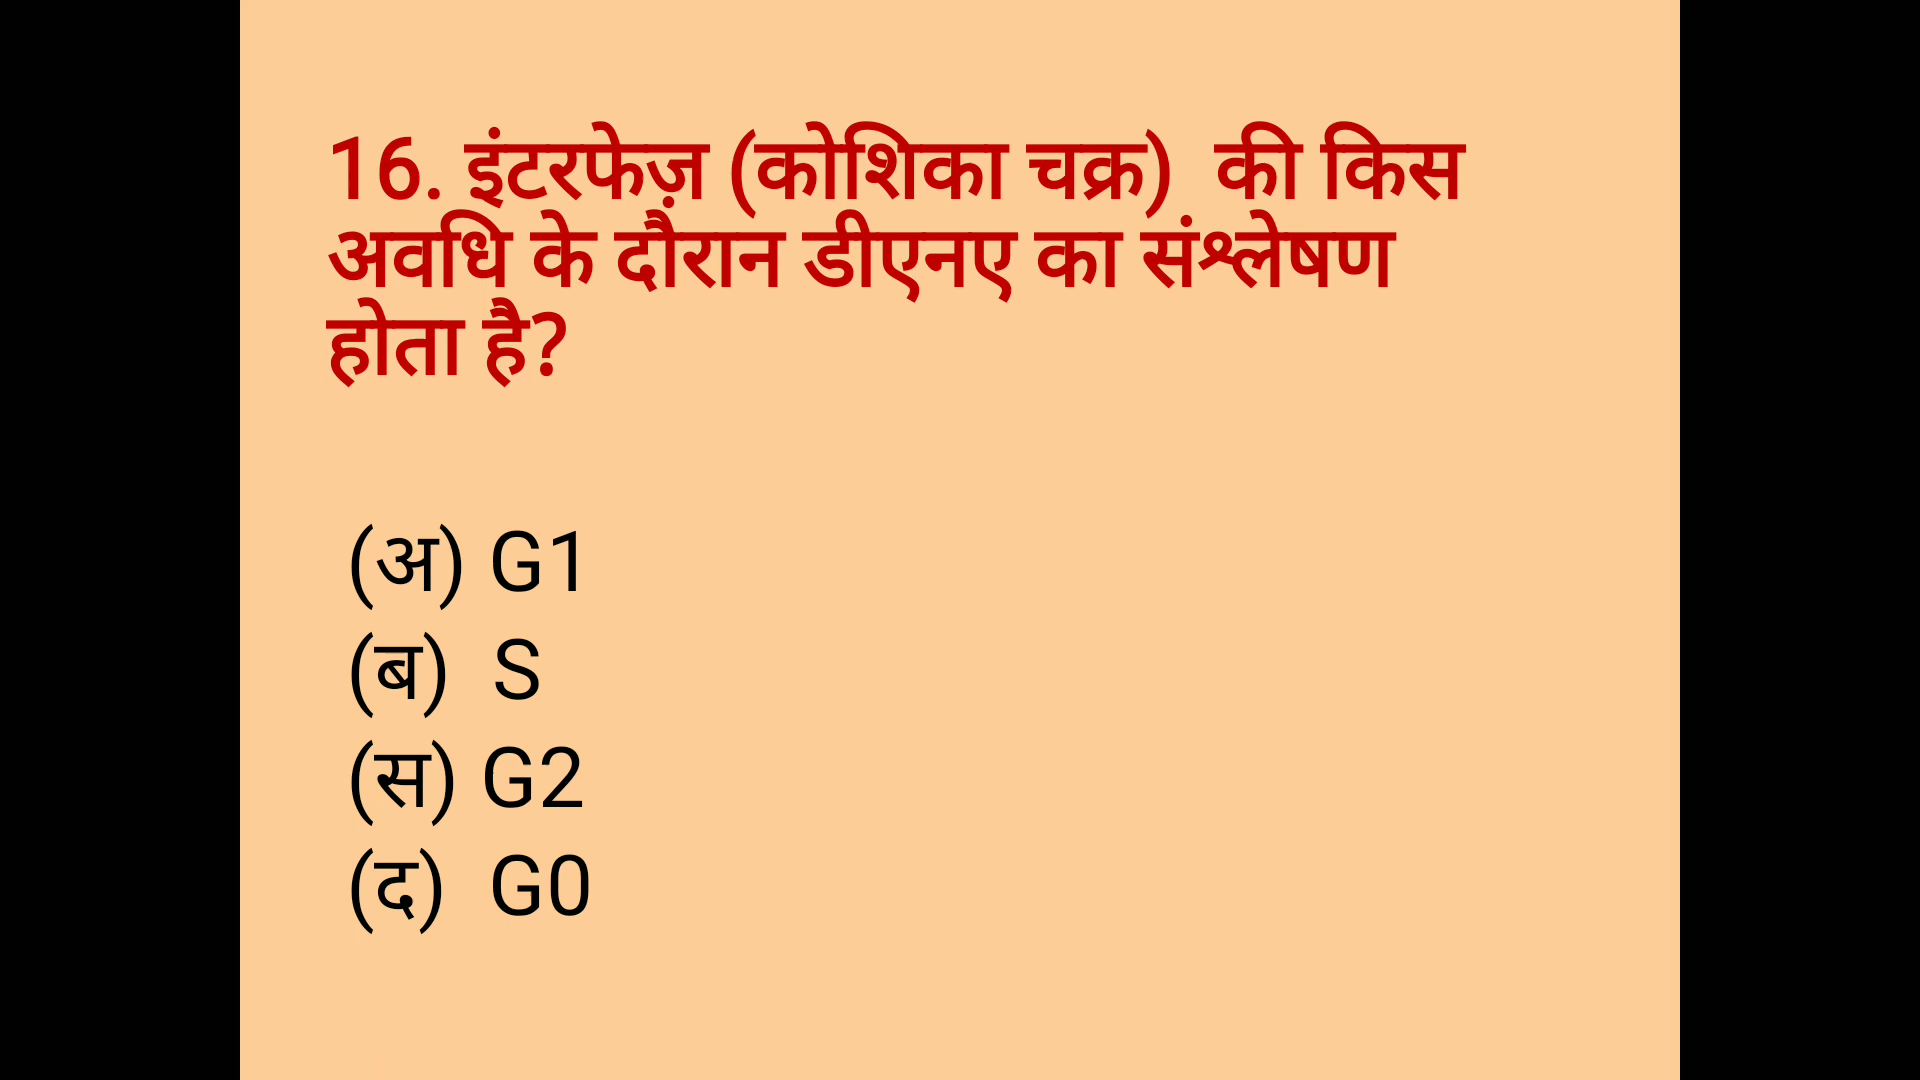 16. इंटरफेज़ (कोशिका चक्र)  की किस
अवधि के दौरान डीएनए का संश्लेषण
होता है?
(अ) G1
(ब)  S
(स) G2
(द)  G0